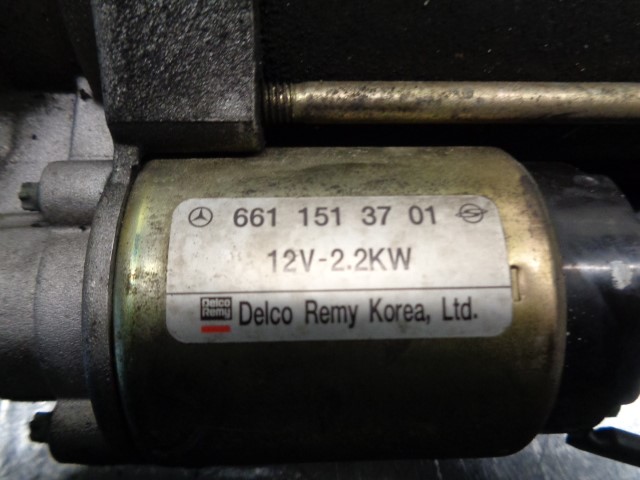 661 151 37 01
12V-2.2KW
Delco Remy Delco Remy Korea, Ltd.